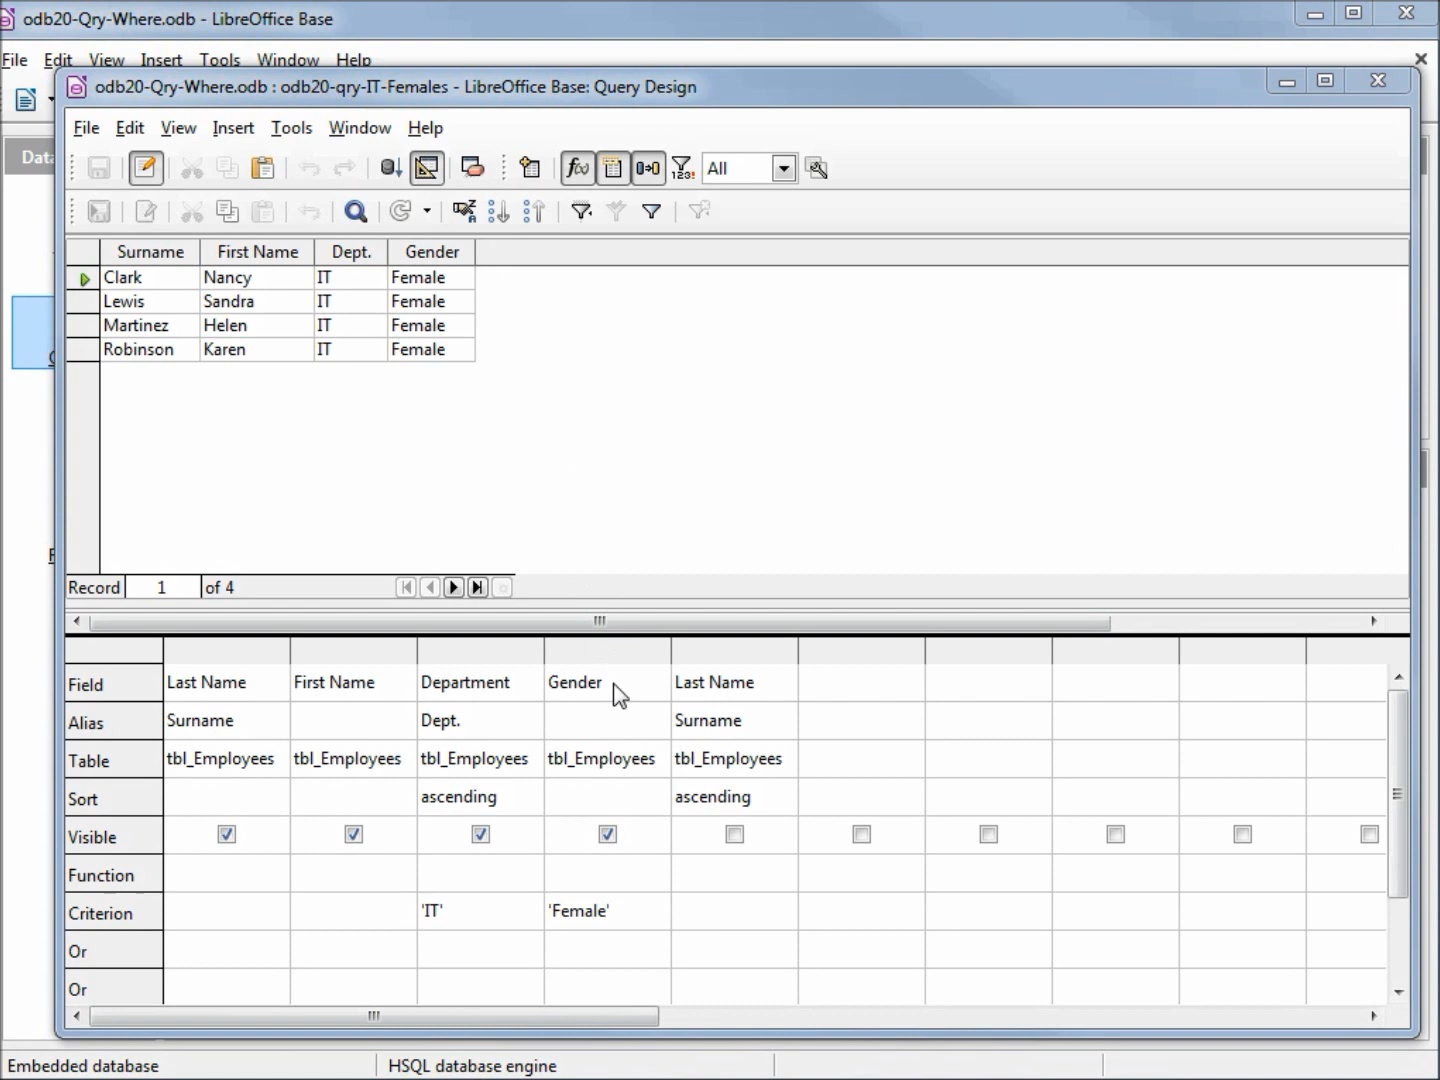 odb20-Qry-Where.odb - LibreOffice Base
File Edit View Insert Tools Window Help
odb20-Qry-Where.odb : odb20-qry-IT-Females - LibreOffice Base: Query Design
File Edit View Insert Tools Window Help
All
Surname First Name Dept. Gender
Clark Nancy IT Female
Lewis Sandra IT Female
Martinez Helen IT Female
Robinson Karen IT Female
Record 1 of 4
Field Last Name First Name Department Gender Last Name
Alias Surname Dept. Surname
Table tbl_Employees tbl_Employees tbl_Employees tbl_Employees tbl_Employees
Sort ascending ascending
Visible
Function
Criterion 'IT' 'Female'
Or
Or
Embedded database HSQL database engine